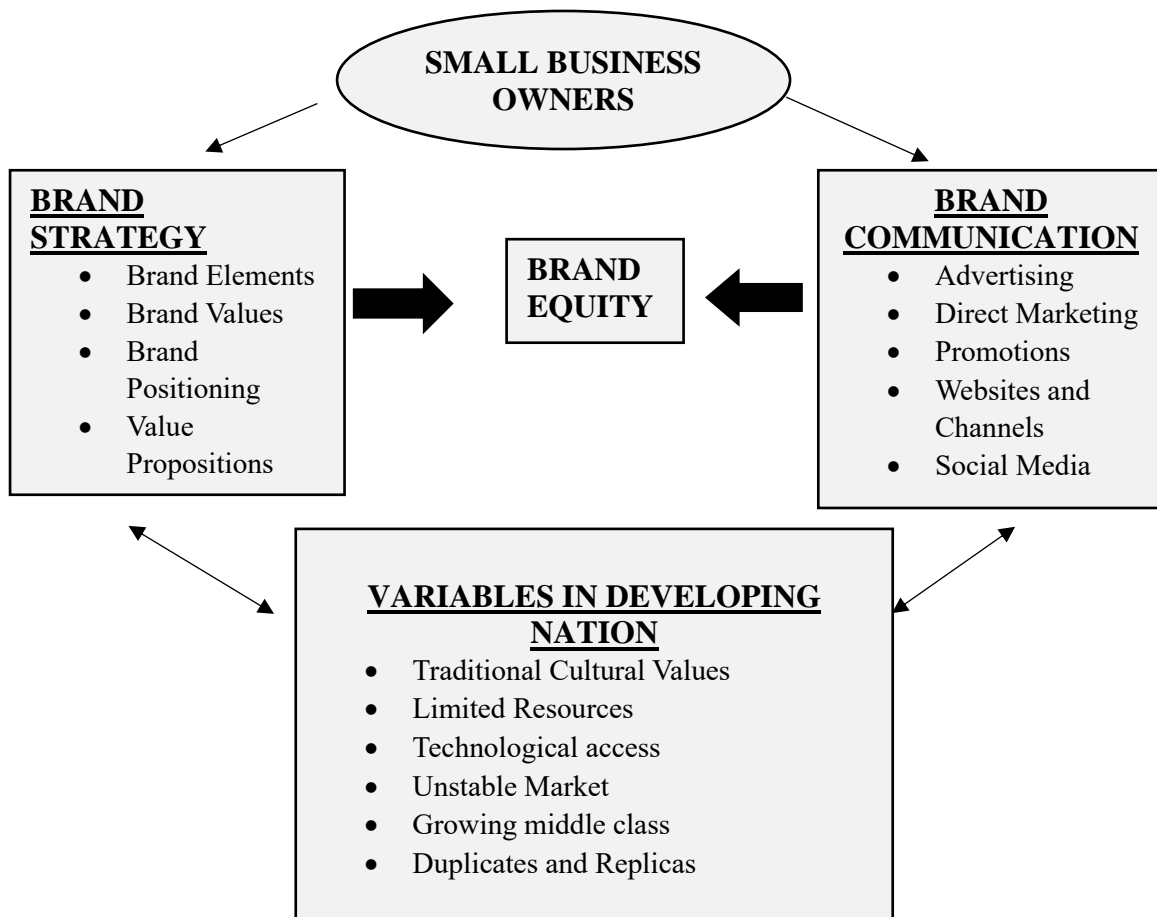 SMALL BUSINESS
OWNERS
BRAND
STRATEGY
• Brand Elements
• Brand Values
• Brand
Positioning
• Value
Propositions
BRAND
EQUITY
BRAND
COMMUNICATION
• Advertising
• Direct Marketing
• Promotions
• Websites and
Channels
• Social Media
VARIABLES IN DEVELOPING
NATION
• Traditional Cultural Values
• Limited Resources
• Technological access
• Unstable Market
• Growing middle class
• Duplicates and Replicas